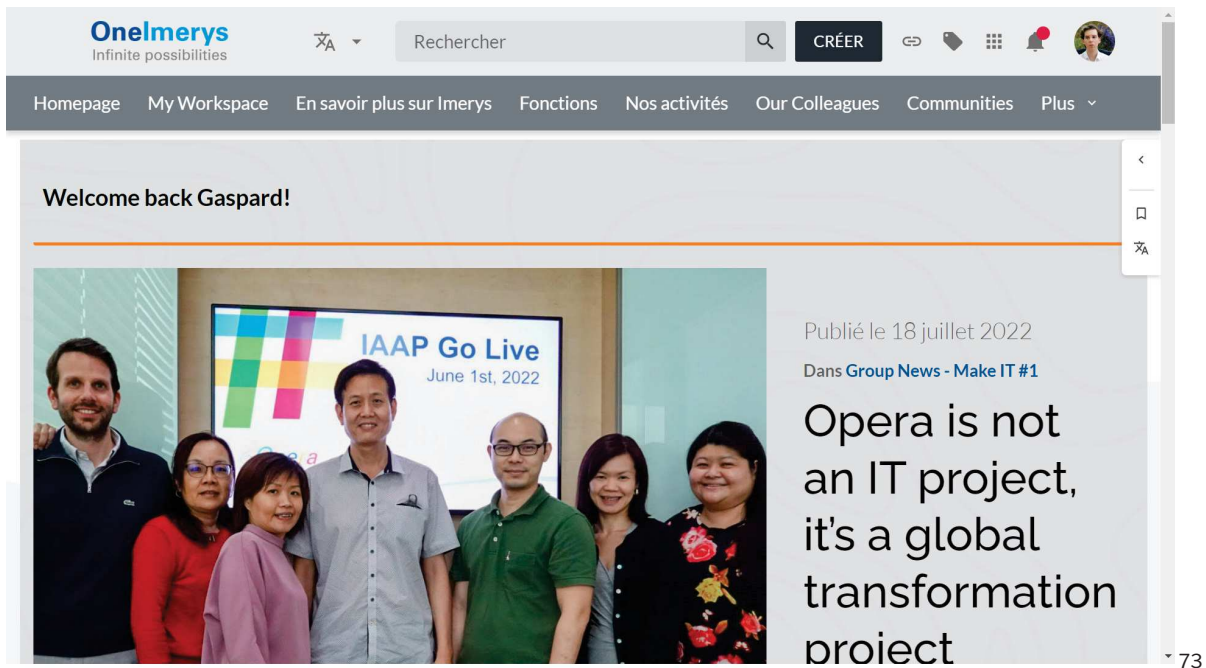 OneImerys
Infinite possibilities
Rechercher
CRÉER
Homepage My Workspace En savoir plus sur Imerys Fonctions Nos activités Our Colleagues Communities Plus
Welcome back Gaspard!
IAAP Go Live
June 1st, 2022
Publié le 18 juillet 2022
Dans Group News - Make IT #1
Opera is not
an IT project,
it's a global
transformation
project
73